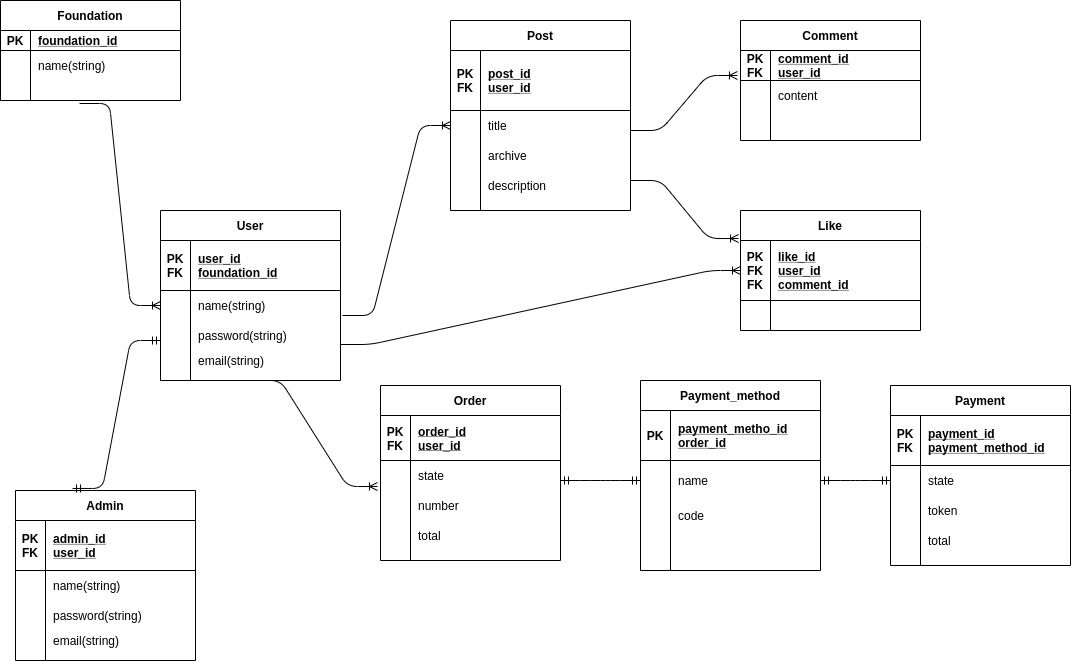 Foundation
PK foundation_id
name(string)
Post
PK post_id
FK user_id
title
archive
description
Comment
PK comment_id
FK user_id
content
User
PK user_id
FK foundation_id
name(string)
password(string)
email(string)
Like
PK like_id
FK user_id
FK comment_id
Order
PK order_id
FK user_id
state
number
total
Payment_method
PK payment_metho_id
order_id
name
code
Payment
PK payment_id
FK payment_method_id
state
token
total
Admin
PK admin_id
FK user_id
name(string)
password(string)
email(string)